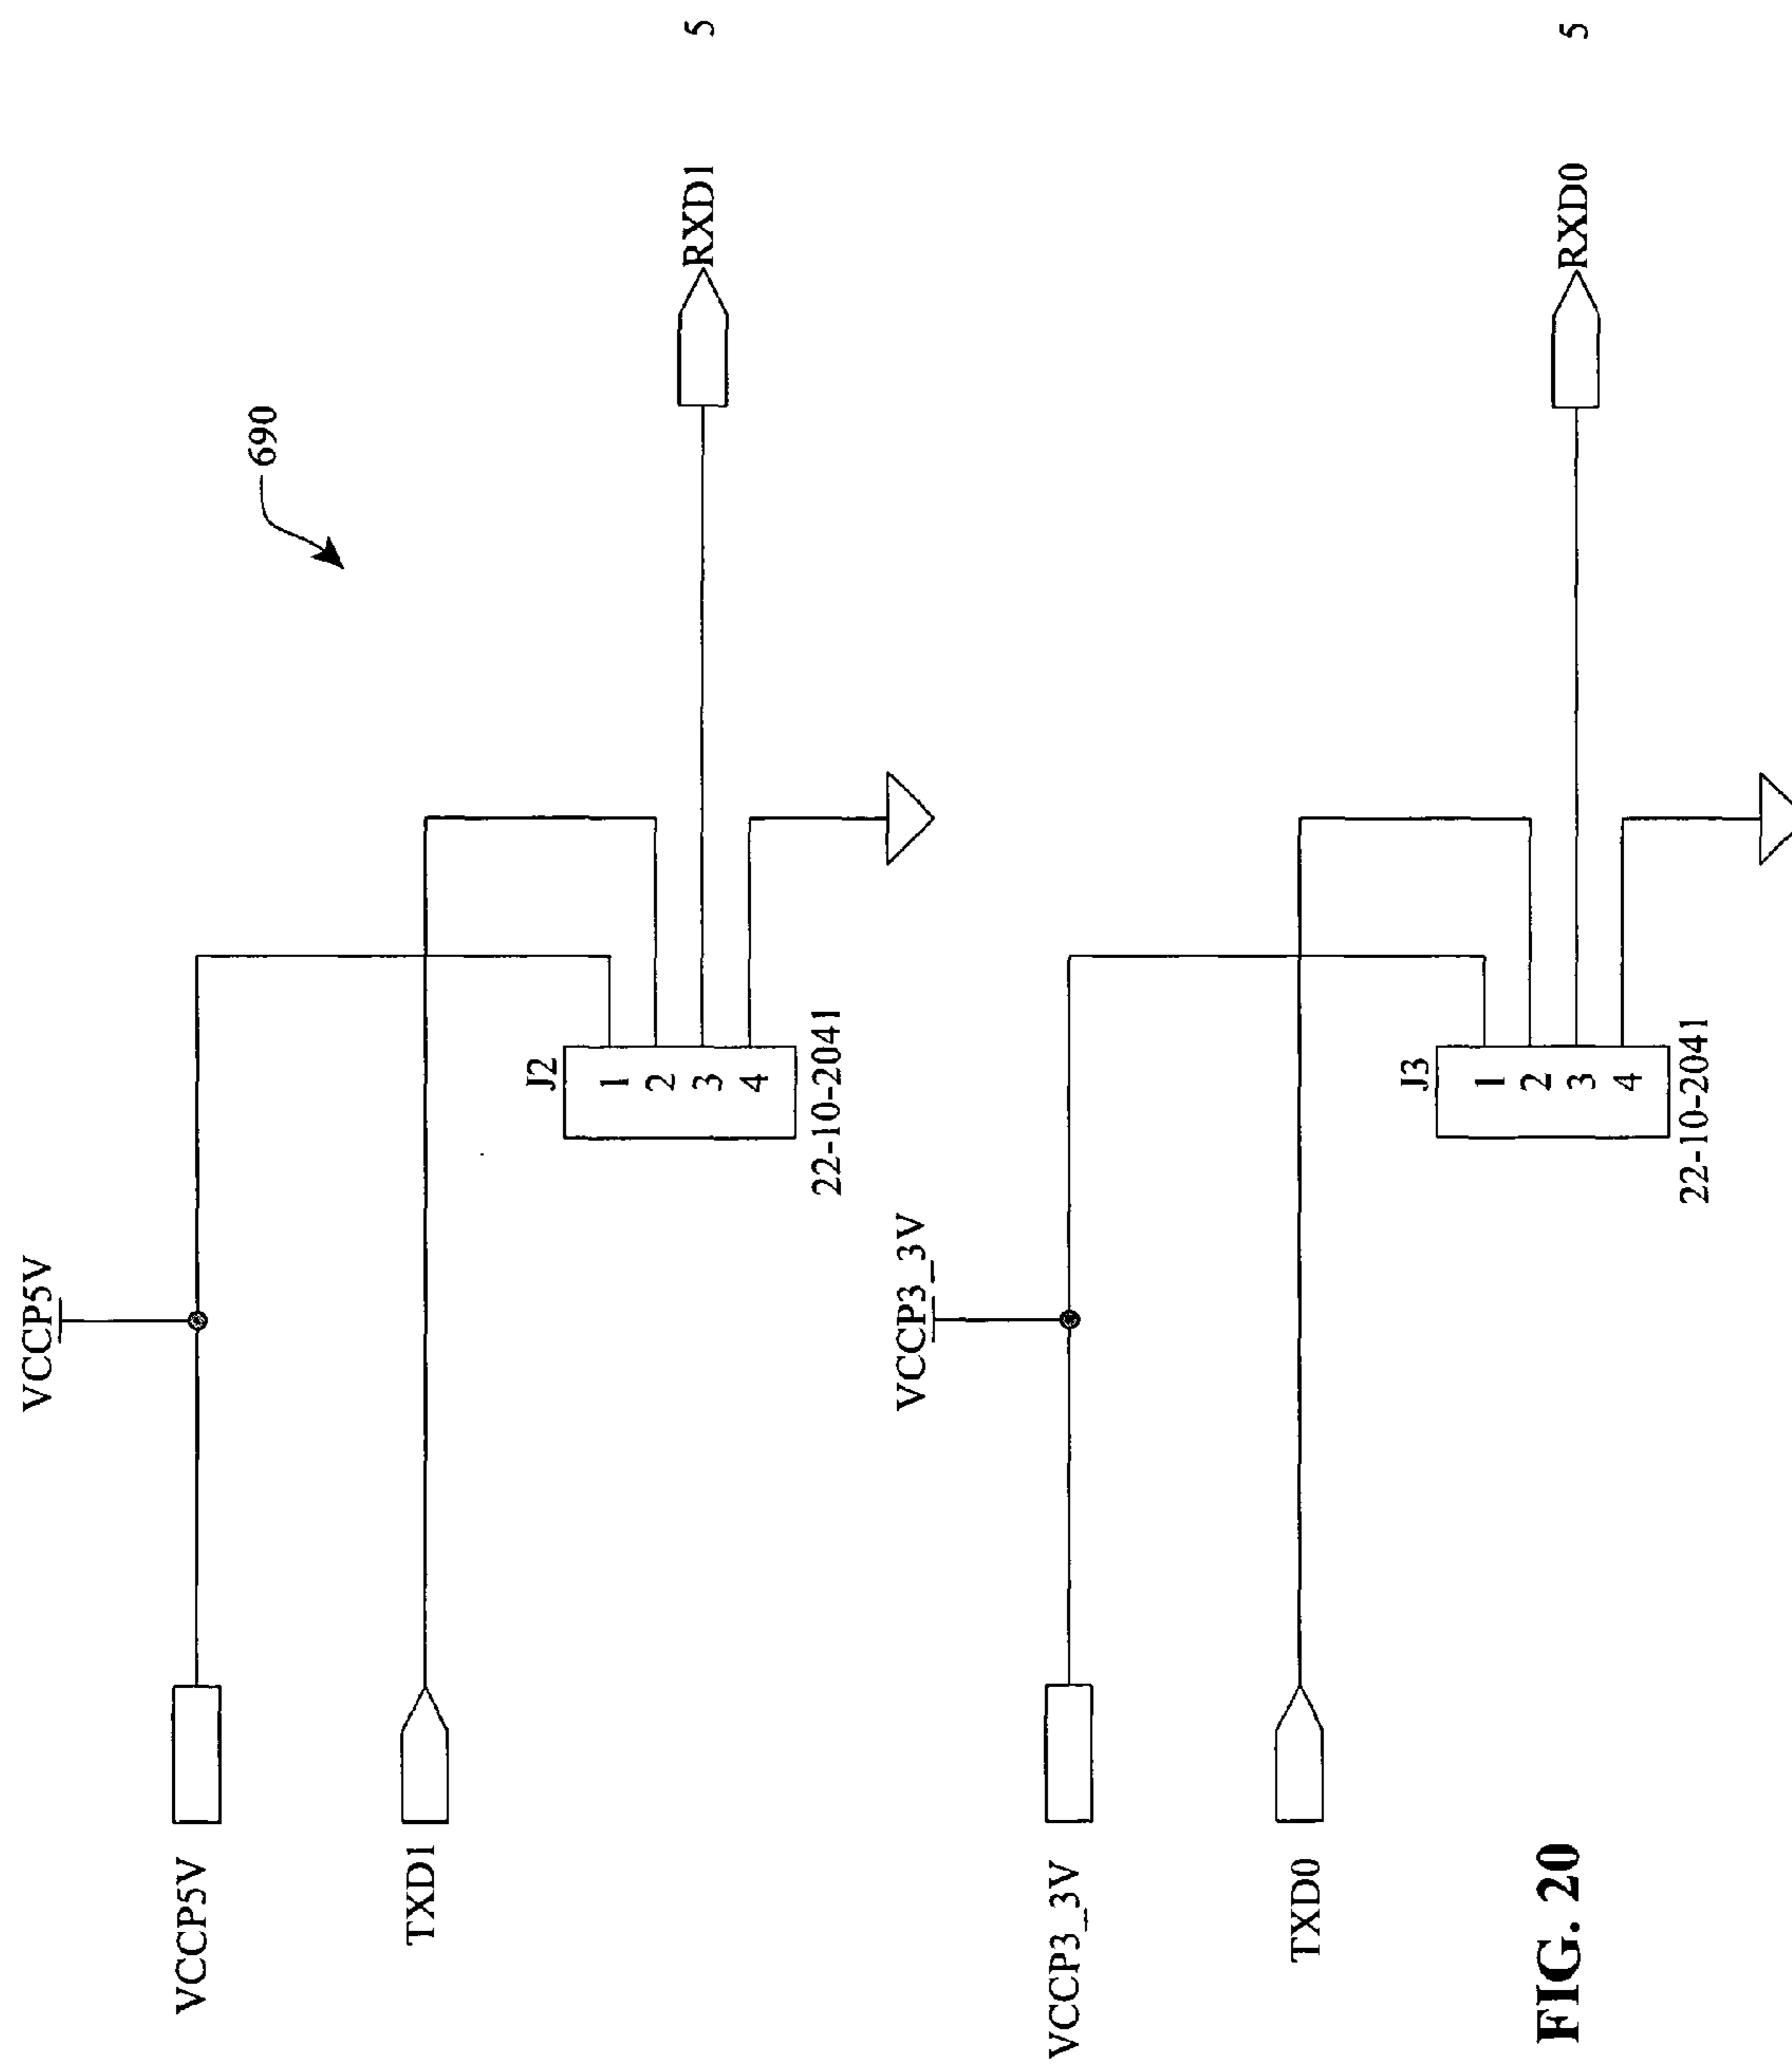 VCCP5V
VCCP5V
690
TXD1
J2
1
2
3
4
22-10-2041
RXD1
5
VCCP3_3V
VCCP3_3V
TXD0
J3
1
2
3
4
22-10-2041
RXD0
5
FIG. 20